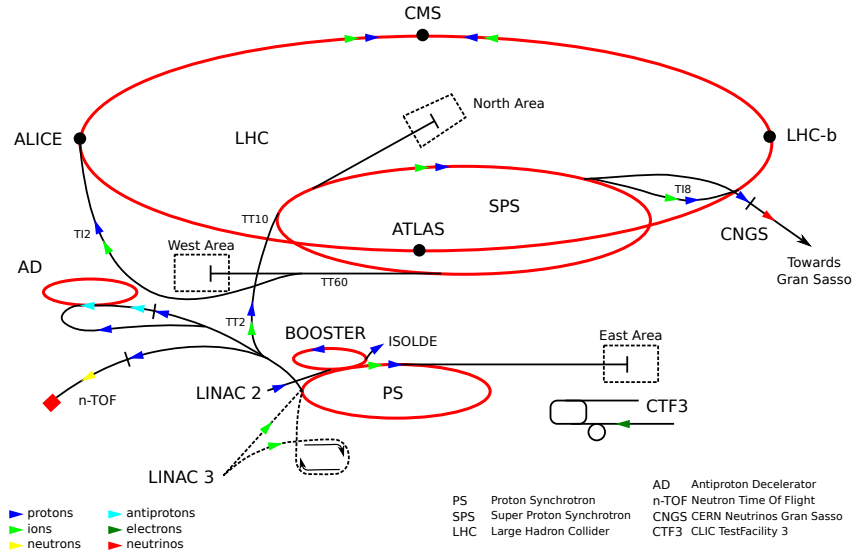 CMS
North Area
ALICE
LHC
LHC-b
TI8
SPS
TT10
ATLAS
TI2
West Area
CNGS
AD
Towards
Gran Sasso
TT60
TT2
BOOSTER
ISOLDE
East Area
LINAC 2
PS
n-TOF
CTF3
LINAC 3
protons
ions
neutrons
antiprotons
electrons
neutrinos
PS Proton Synchrotron
SPS Super Proton Synchrotron
LHC Large Hadron Collider
AD Antiproton Decelerator
n-TOF Neutron Time Of Flight
CNGS CERN Neutrinos Gran Sasso
CTF3 CLIC TestFacility 3